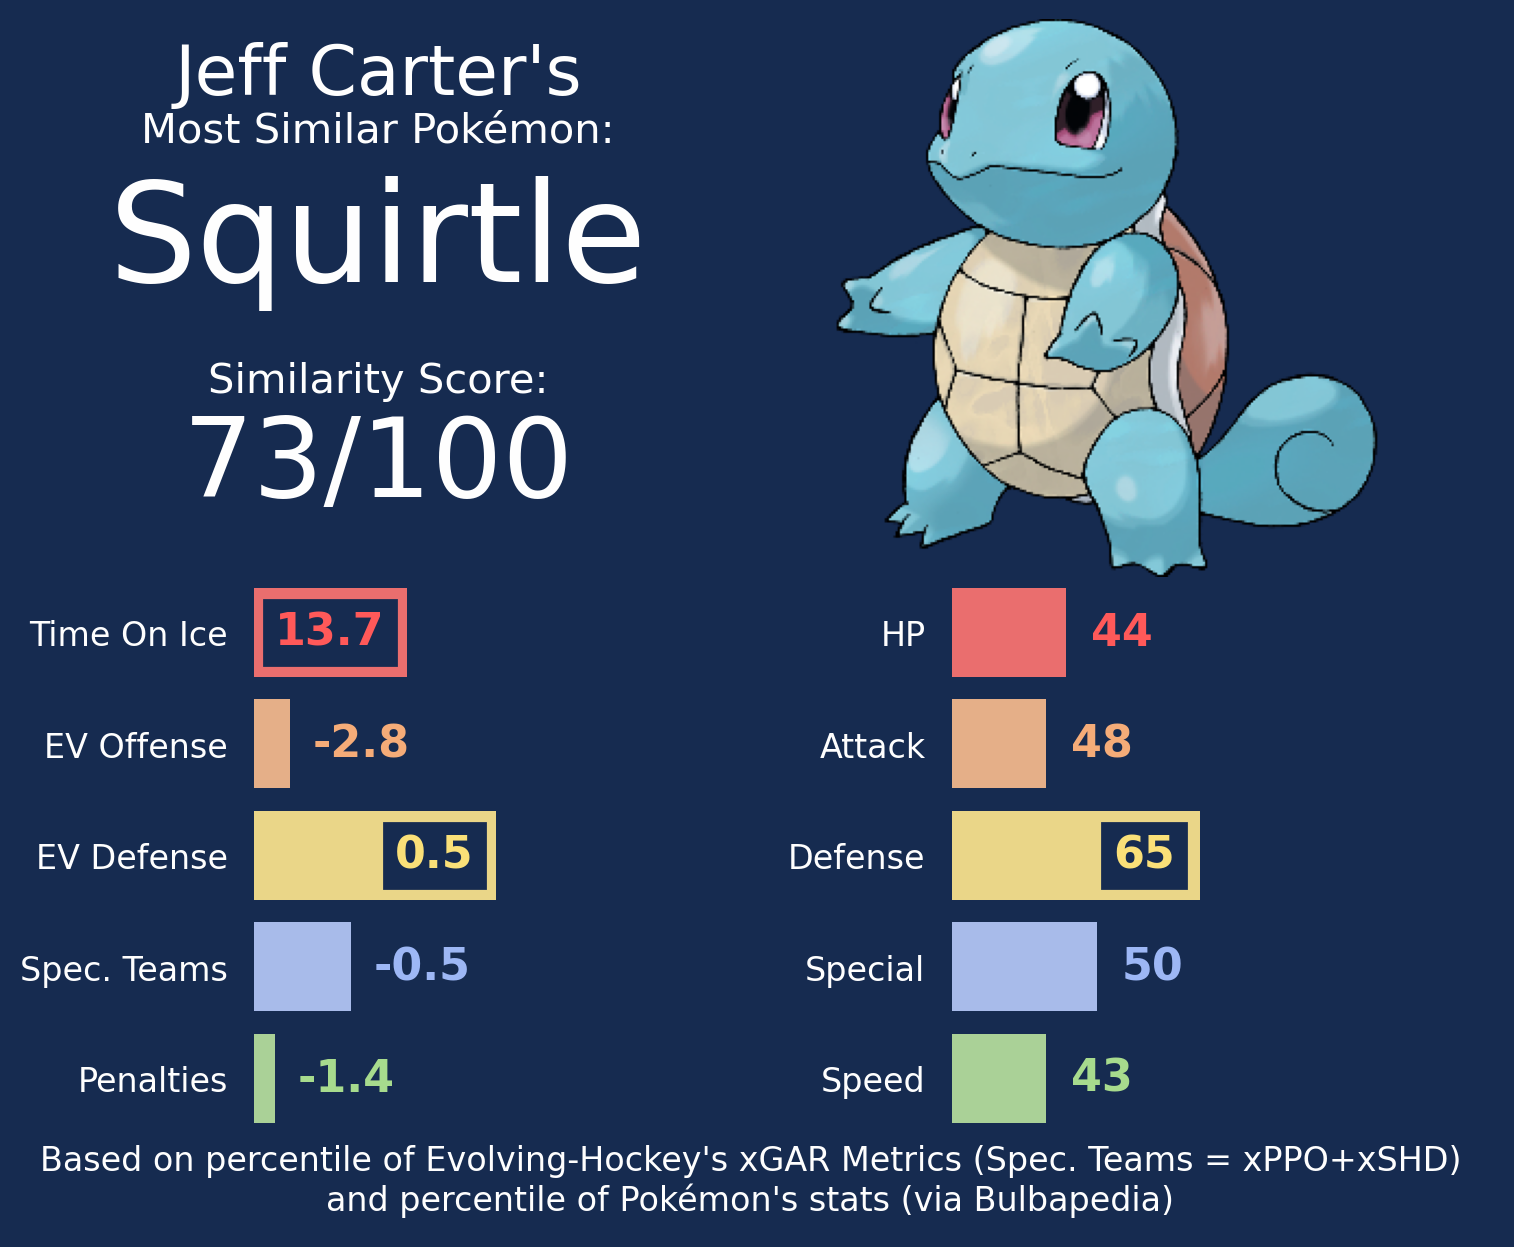 Jeff Carter's
Most Similar Pokémon:
Squirtle
Similarity Score:
73/100
Time On Ice 13.7
EV Offense -2.8
EV Defense 0.5
Spec. Teams -0.5
Penalties -1.4
HP 44
Attack 48
Defense 65
Special 50
Speed 43
Based on percentile of Evolving-Hockey's xGAR Metrics (Spec. Teams = xPPO+xSHD)
and percentile of Pokémon's stats (via Bulbapedia)